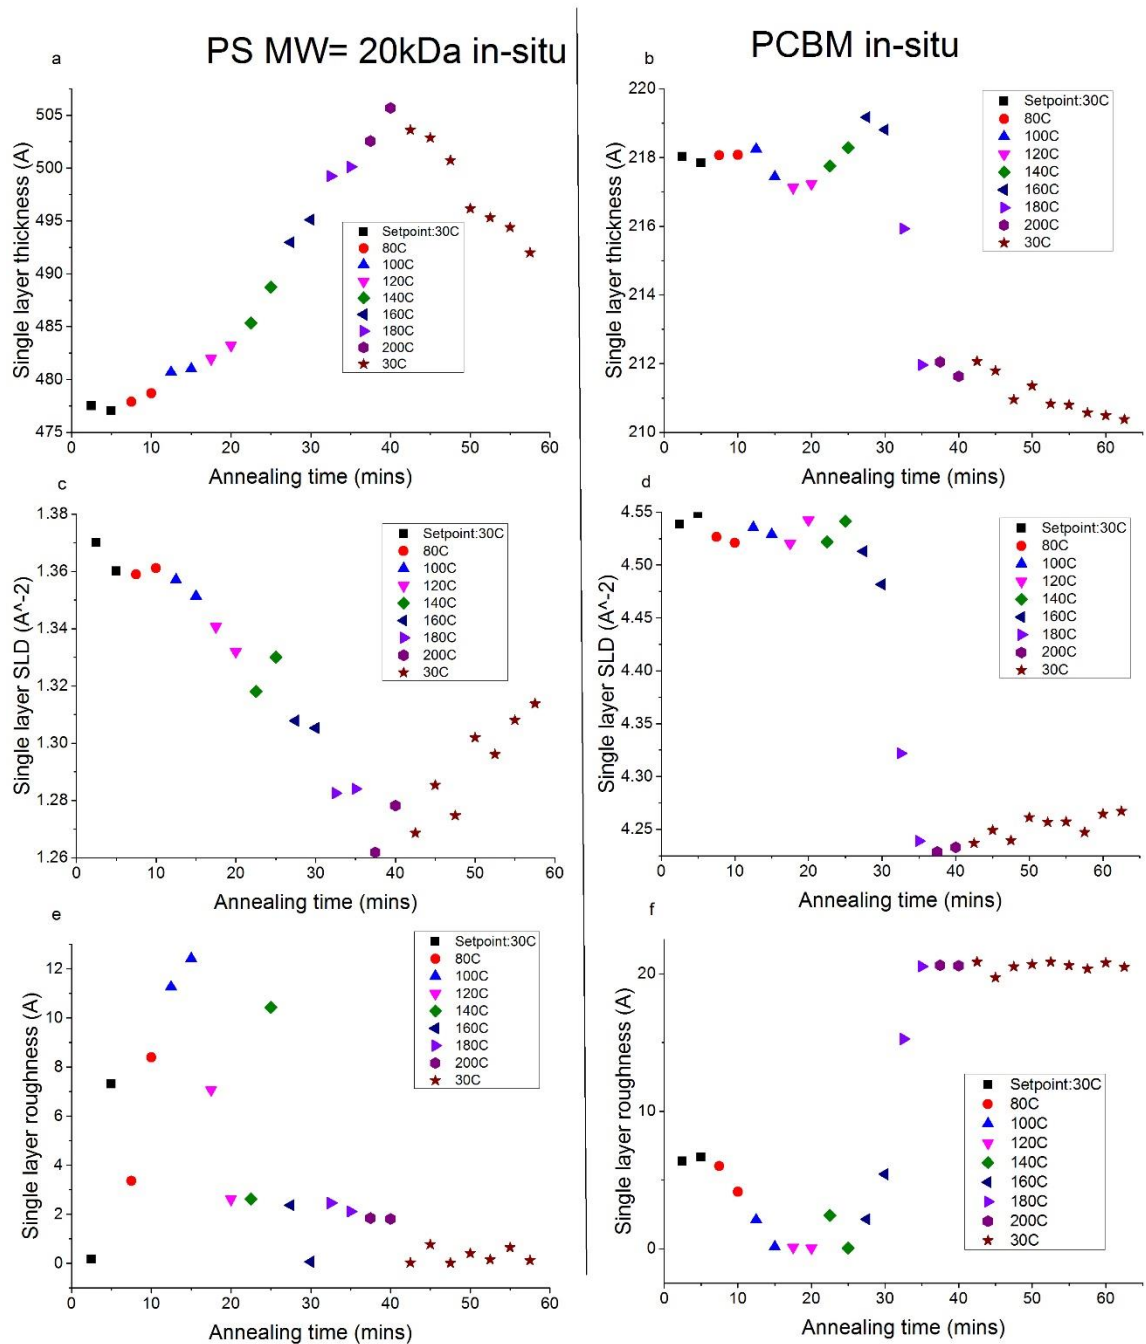 PS MW= 20kDa in-situ
PCBM in-situ
a
Single layer thickness (A)
505
500
495
490
485
480
475
0 10 20 30 40 50 60
Annealing time (mins)
Setpoint:30C
80C
100C
120C
140C
160C
180C
200C
30C
b
Single layer thickness (A)
220
218
216
214
212
210
0 10 20 30 40 50 60
Annealing time (mins)
Setpoint:30C
80C
100C
120C
140C
160C
180C
200C
30C
c
Single layer SLD (A^-2)
1.38
1.36
1.34
1.32
1.30
1.28
1.26
0 10 20 30 40 50 60
Annealing time (mins)
Setpoint:30C
80C
100C
120C
140C
160C
180C
200C
30C
d
Single layer SLD (A^-2)
4.55
4.50
4.45
4.40
4.35
4.30
4.25
0 10 20 30 40 50 60
Annealing time (mins)
Setpoint:30C
80C
100C
120C
140C
160C
180C
200C
30C
e
Single layer roughness (A)
12
10
8
6
4
2
0
0 10 20 30 40 50 60
Annealing time (mins)
Setpoint:30C
80C
100C
120C
140C
160C
180C
200C
30C
f
Single layer roughness (A)
20
10
0
0 10 20 30 40 50 60
Annealing time (mins)
Setpoint:30C
80C
100C
120C
140C
160C
180C
200C
30C